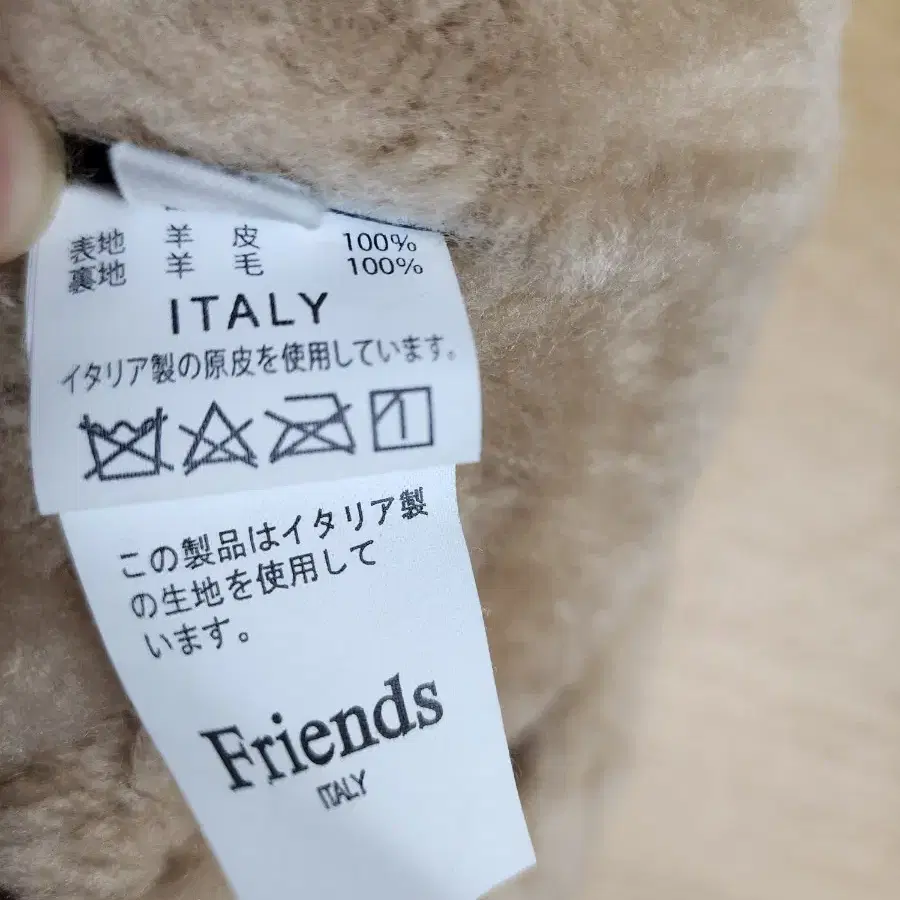 表地 羊 皮 100%
裏地 羊 毛 100%
ITALY
イタリア製の原皮を使用しています。
この製品はイタリア製
の生地を使用して
います。
Friends
ITALY